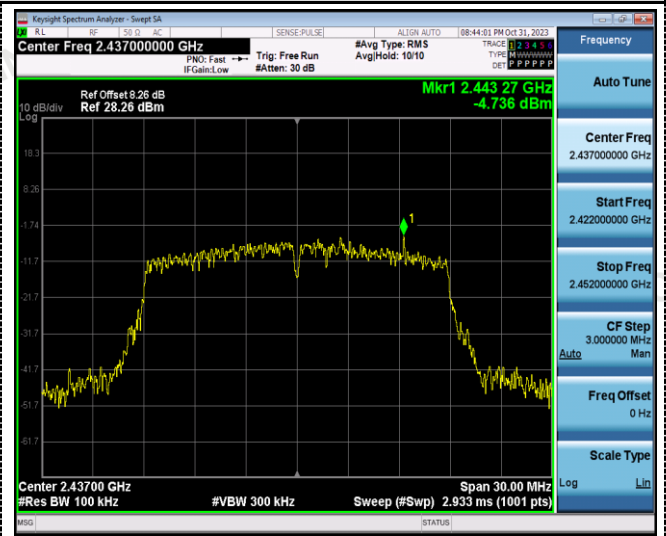 Keysight Spectrum Analyzer - Swept SA
RL RF 50 Ω AC SENSE:PULSE ALIGN AUTO 08:44:01 PM Oct 31, 2023
Center Freq 2.437000000 GHz
PNO: Fast
IFGain:Low
Trig: Free Run
#Atten: 30 dB
#Avg Type: RMS
Avg|Hold: 10/10
TRACE 1 2 3 4 5 6
TYPE M W W W W W
DET P P P P P P
Ref Offset 8.26 dB
10 dB/div Ref 28.26 dBm
Log
Mkr1 2.443 27 GHz
-4.736 dBm
18.3
8.26
-1.74
-11.7
-21.7
-31.7
-41.7
-51.7
-61.7
1
Center 2.43700 GHz
Span 30.00 MHz
#Res BW 100 kHz
#VBW 300 kHz
Sweep (#Swp) 2.933 ms (1001 pts)
MSG
STATUS
Frequency
Auto Tune
Center Freq
2.437000000 GHz
Start Freq
2.422000000 GHz
Stop Freq
2.452000000 GHz
CF Step
3.000000 MHz
Auto Man
Freq Offset
0 Hz
Scale Type
Log Lin